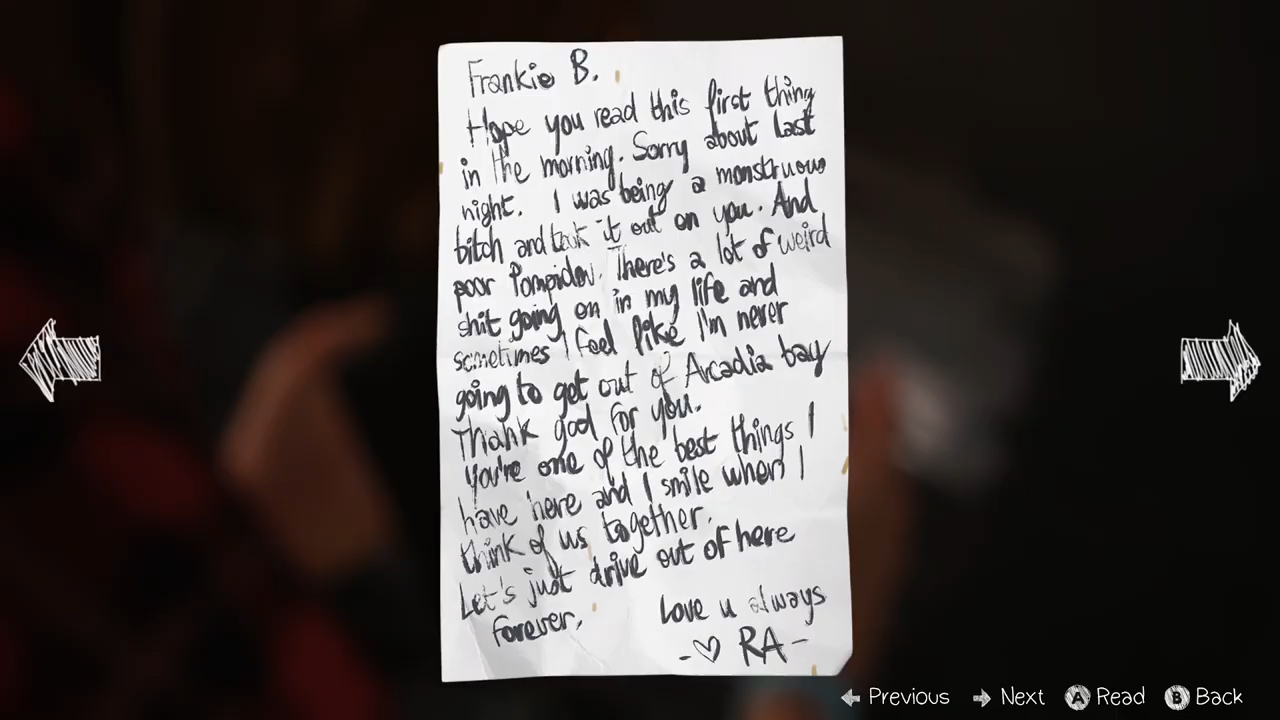 Frankie B.
Hope you read this first thing
in the morning. Sorry about last
night. I was being a monstruous
bitch and took it out on you. And
poor Pompidou. There's a lot of weird
shit going on in my life and
sometimes I feel like I'm never
going to get out of Arcadia bay
Thank god for you.
You're one of the best things I
have here and I smile when I
think of us together.
Let's just drive out of here
forever.
Love u always
-♡ RA-
Previous Next A Read B Back